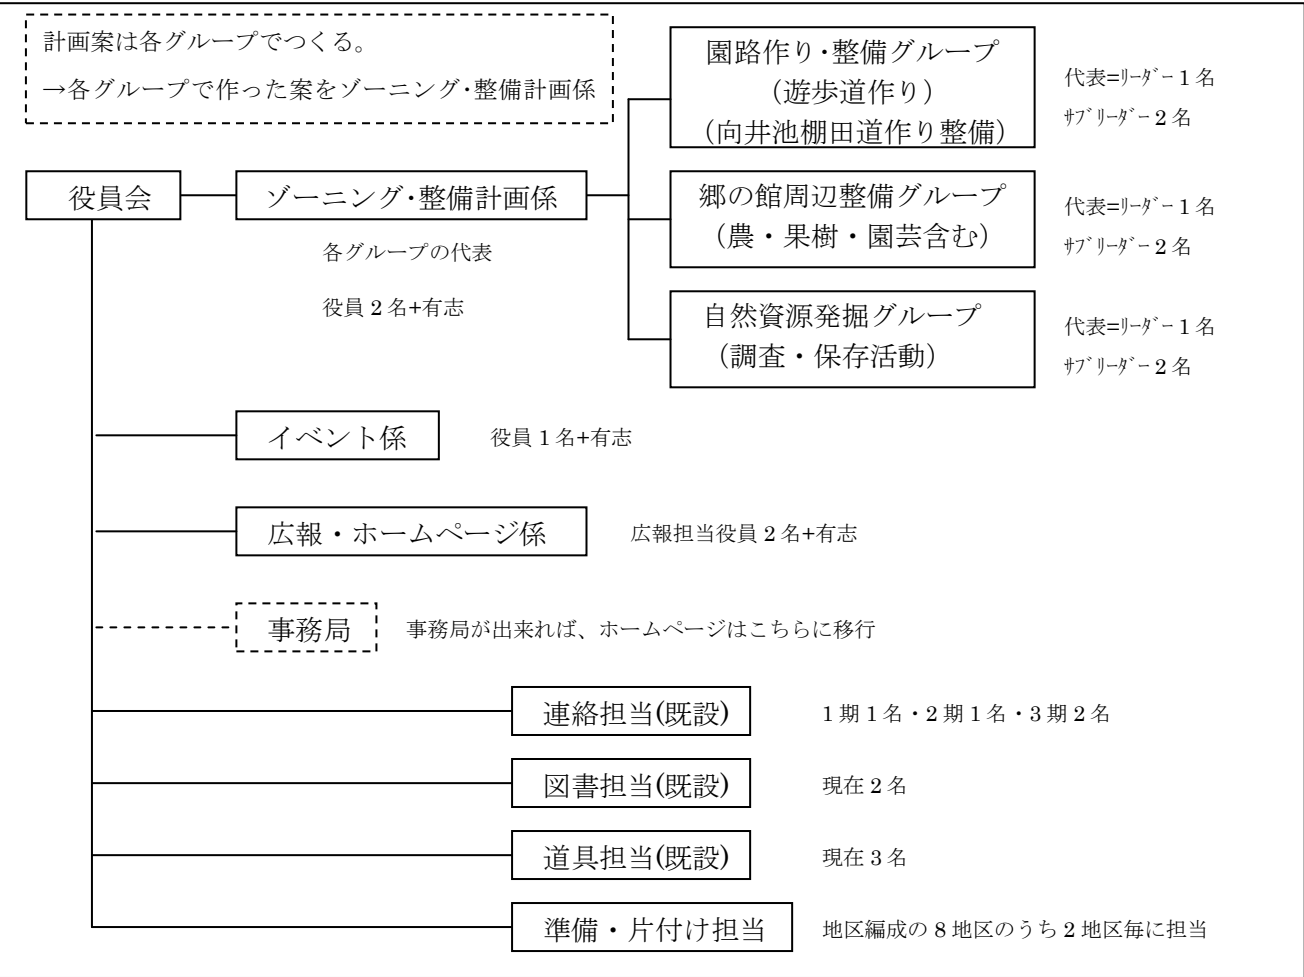 計画案は各グループでつくる。
→各グループで作った案をゾーニング･整備計画係
園路作り･整備グループ
（遊歩道作り）
（向井池棚田道作り整備）
代表=ﾘｰﾀﾞｰ１名
ｻﾌﾞﾘｰﾀﾞｰ２名
役員会
ゾーニング･整備計画係
各グループの代表
役員２名+有志
郷の館周辺整備グループ
（農・果樹・園芸含む）
代表=ﾘｰﾀﾞｰ１名
ｻﾌﾞﾘｰﾀﾞｰ２名
自然資源発掘グループ
（調査・保存活動）
代表=ﾘｰﾀﾞｰ１名
ｻﾌﾞﾘｰﾀﾞｰ２名
イベント係
役員１名+有志
広報・ホームページ係
広報担当役員２名+有志
事務局
事務局が出来れば、ホームページはこちらに移行
連絡担当(既設)
１期１名・２期１名・３期２名
図書担当(既設)
現在２名
道具担当(既設)
現在３名
準備・片付け担当
地区編成の８地区のうち２地区毎に担当